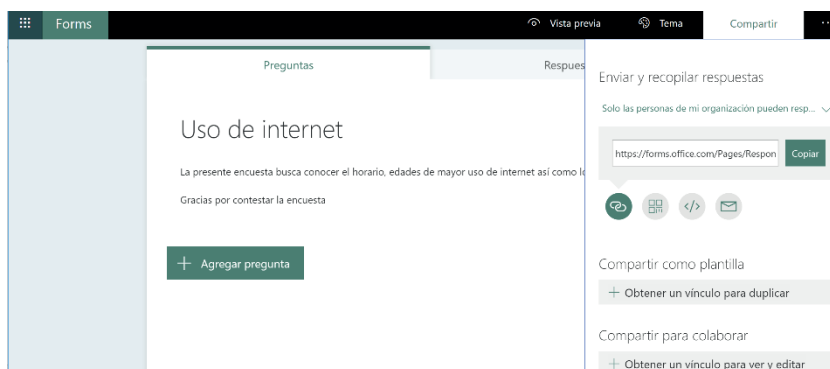 Forms
Vista previa
Tema
Compartir
Preguntas
Respues
Uso de internet
La presente encuesta busca conocer el horario, edades de mayor uso de internet así como l
Gracias por contestar la encuesta
Agregar pregunta
Enviar y recopilar respuestas
Solo las personas de mi organización pueden resp...
https://forms.office.com/Pages/Respon
Copiar
Compartir como plantilla
Obtener un vínculo para duplicar
Compartir para colaborar
Obtener un vínculo para ver y editar